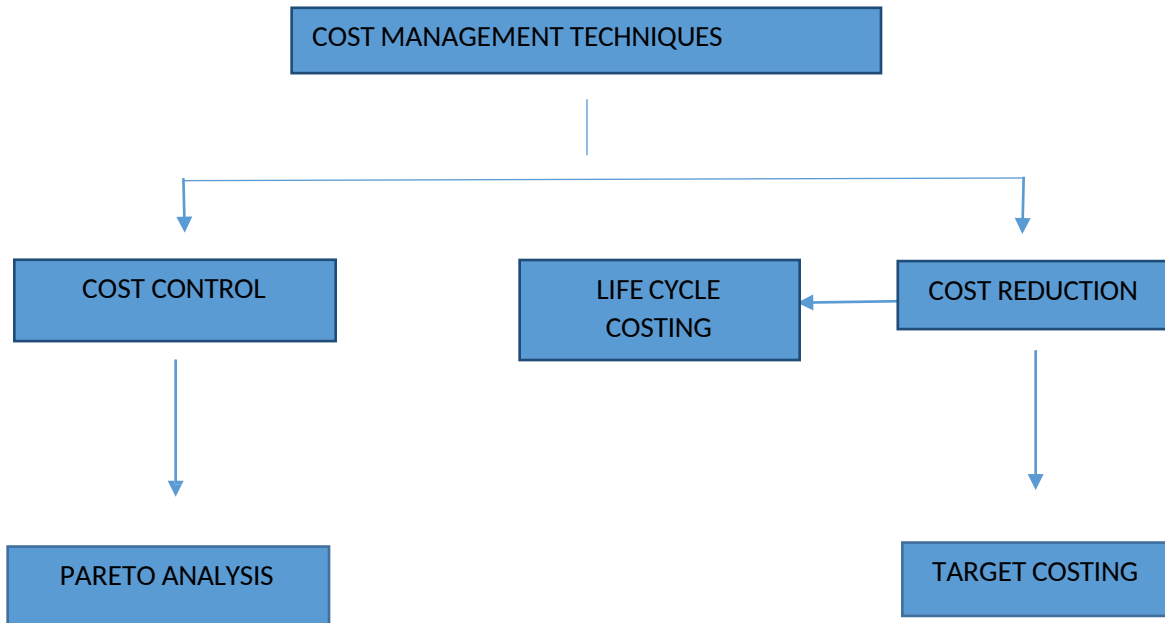 COST MANAGEMENT TECHNIQUES
COST CONTROL
LIFE CYCLE
COSTING
COST REDUCTION
PARETO ANALYSIS
TARGET COSTING